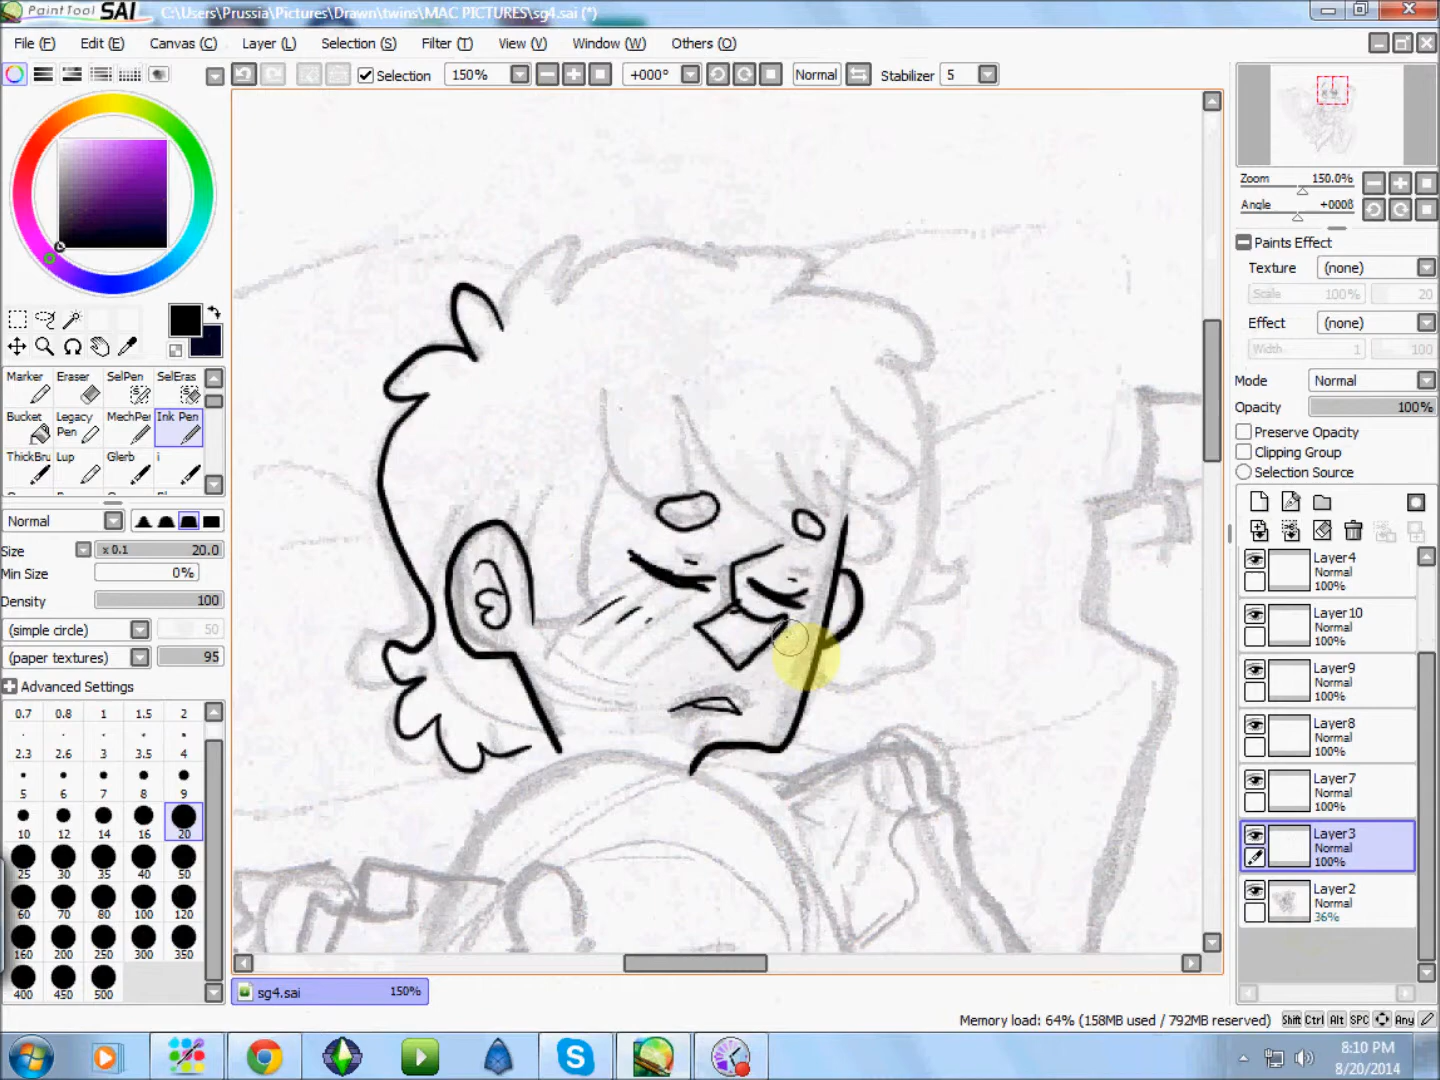 PaintTool SAI C:\Users\Prussia\Pictures\Drawn\twins\MAC PICTURES\sg4.sai (*)
File (F) Edit (E) Canvas (C) Layer (L) Selection (S) Filter (T) View (V) Window (W) Others (O)
Selection 150% +000° Normal Stabilizer 5
Zoom 150.0%
Angle +000ß
Paints Effect
Texture (none)
Scale 100% 20
Effect (none)
Width 1 100
Mode Normal
Opacity 100%
Preserve Opacity
Clipping Group
Selection Source
Marker Eraser SelPen SelEras
Bucket Legacy Pen MechPen Ink Pen
ThickBru Lup Glerb i
Normal
Size x 0.1 20.0
Min Size 0%
Density 100
(simple circle) 50
(paper textures) 95
Advanced Settings
0.7 0.8 1 1.5 2
2.3 2.6 3 3.5 4
5 6 7 8 9
10 12 14 16 20
25 30 35 40 50
60 70 80 100 120
160 200 250 300 350
400 450 500
Layer4
Normal
100%
Layer10
Normal
100%
Layer9
Normal
100%
Layer8
Normal
100%
Layer7
Normal
100%
Layer3
Normal
100%
Layer2
Normal
36%
sg4.sai 150%
Memory load: 64% (158MB used / 792MB reserved) Shift Ctrl Alt SPC Any
8:10 PM
8/20/2014